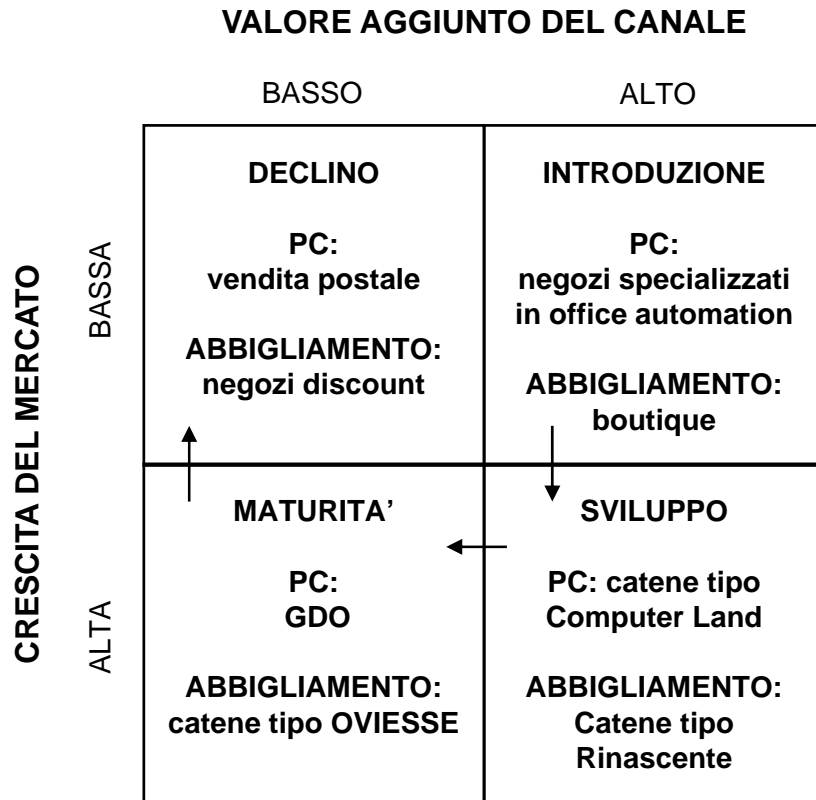 VALORE AGGIUNTO DEL CANALE
BASSO
ALTO
CRESCITA DEL MERCATO
BASSA
DECLINO
PC:
vendita postale
ABBIGLIAMENTO:
negozi discount
INTRODUZIONE
PC:
negozi specializzati
in office automation
ABBIGLIAMENTO:
boutique
ALTA
MATURITA’
PC:
GDO
ABBIGLIAMENTO:
catene tipo OVIESSE
SVILUPPO
PC: catene tipo
Computer Land
ABBIGLIAMENTO:
Catene tipo
Rinascente